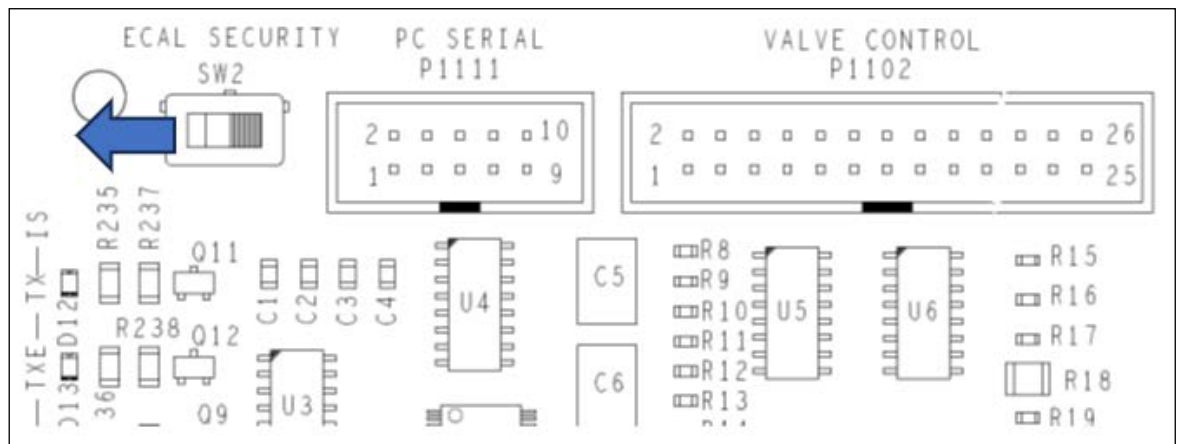 ECAL SECURITY
SW2
PC SERIAL
P1111
VALVE CONTROL
P1102
2
10
1
9
2
26
1
25
R235
R237
Q11
C1
C2
C3
C4
U4
C5
R8
R9
R10
R11
R12
R13
U5
U6
R15
R16
R17
R18
R19
TXE—TX—IS
D12
D13
R238
Q12
36
Q9
U3
C6